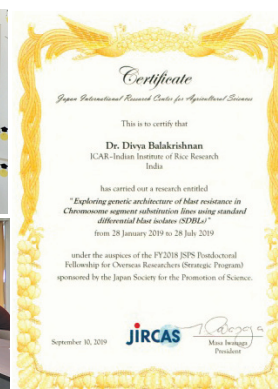 Certificate
Japan International Research Center for Agricultural Sciences
This is to certify that
Dr. Divya Balakrishnan
ICAR-Indian Institute of Rice Research
India
has carried out a research entitled
"Exploring genetic architecture of blast resistance in
Chromosome segment substitution lines using standard
differential blast isolates (SDBLs)"
from 28 January 2019 to 28 July 2019
under the auspices of the FY2018 JSPS Postdoctoral
Fellowship for Overseas Researchers (Strategic Program)
sponsored by the Japan Society for the Promotion of Science.
September 10, 2019
JIRCAS
Masa Iwanaga
President